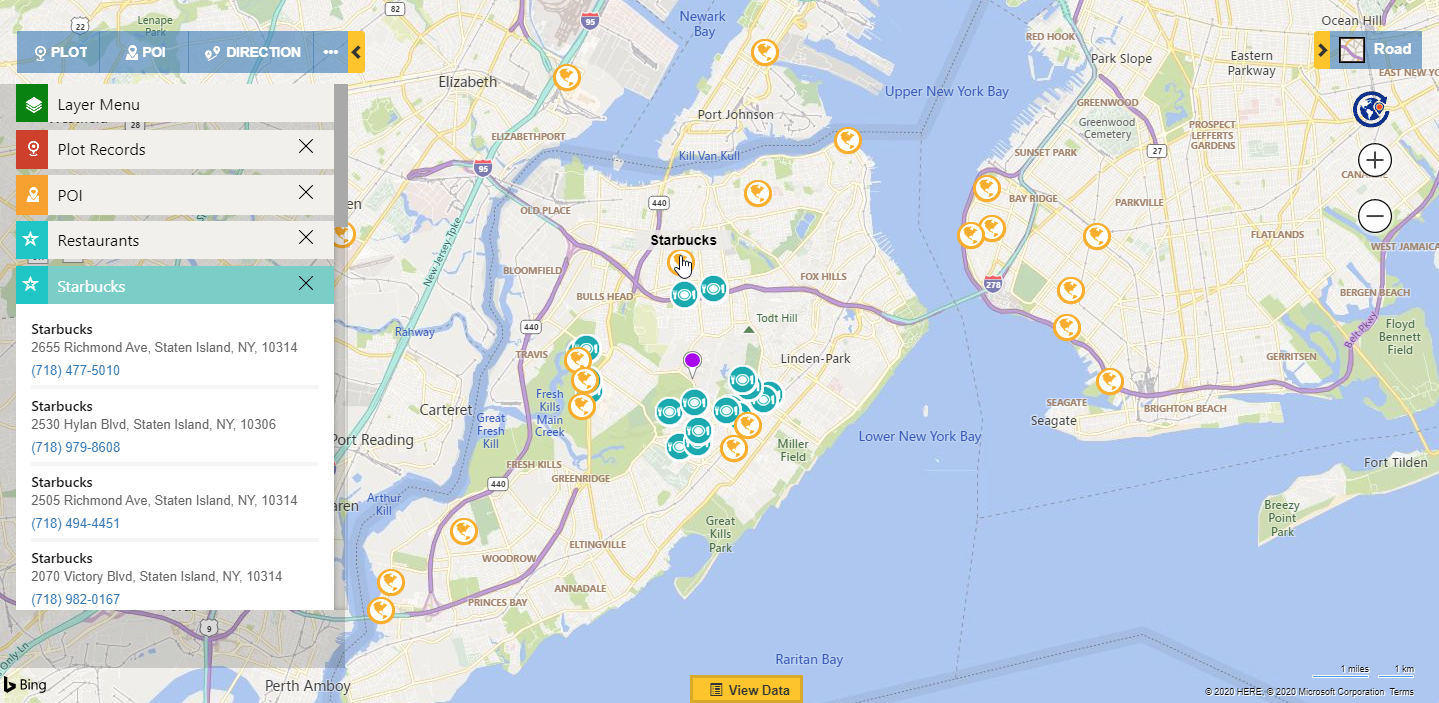 PLOT
POI
DIRECTION
•••
Layer Menu
Plot Records
POI
Restaurants
Starbucks
Starbucks
2655 Richmond Ave, Staten Island, NY, 10314
(718) 477-5010
Starbucks
2530 Hylan Blvd, Staten Island, NY, 10306
(718) 979-8608
Starbucks
2505 Richmond Ave, Staten Island, NY, 10314
(718) 494-4451
Starbucks
2070 Victory Blvd, Staten Island, NY, 10314
(718) 982-0167
Road
Lenape
Park
22
82
95
Newark
Bay
Elizabeth
28
ELIZABETHPORT
Port Johnson
Upper New York Bay
Kill Van Kull
95
OLD PLACE
440
New Jersey Tpke
BLOOMFIELD
Starbucks
BULLS HEAD
FOX HILLS
Todt Hill
Rahway
440
TRAVIS
Linden-Park
Fresh
Kills
Main
Creek
Carteret
Great
Fresh
Kill
Port Reading
Miller
Field
FRESH KILLS
GREENRIDGE
440
Arthur
Kill
Great
Kills
Park
ELTINGVILLE
WOODROW
ANNADALE
PRINCES BAY
9
Only Ln
Perth Amboy
Raritan Bay
Lower New York Bay
Ocean Hill
RED HOOK
Park Slope
Eastern
Parkway
EAST NEW Y
GREENWOOD
Greenwood
Cemetery
PROSPECT
LEFFERTS
GARDENS
SUNSET PARK
27
BAY RIDGE
PARKVILLE
FLATLANDS
WEST JAMAICA
278
BERGEN BEACH
Belt Pkwy
Floyd
Bennett
Field
GERRITSEN
SEAGATE
BRIGHTON BEACH
Seagate
Fort Tilden
Breezy
Point
Park
Bing
View Data
1 miles
1 km
© 2020 HERE, © 2020 Microsoft Corporation Terms